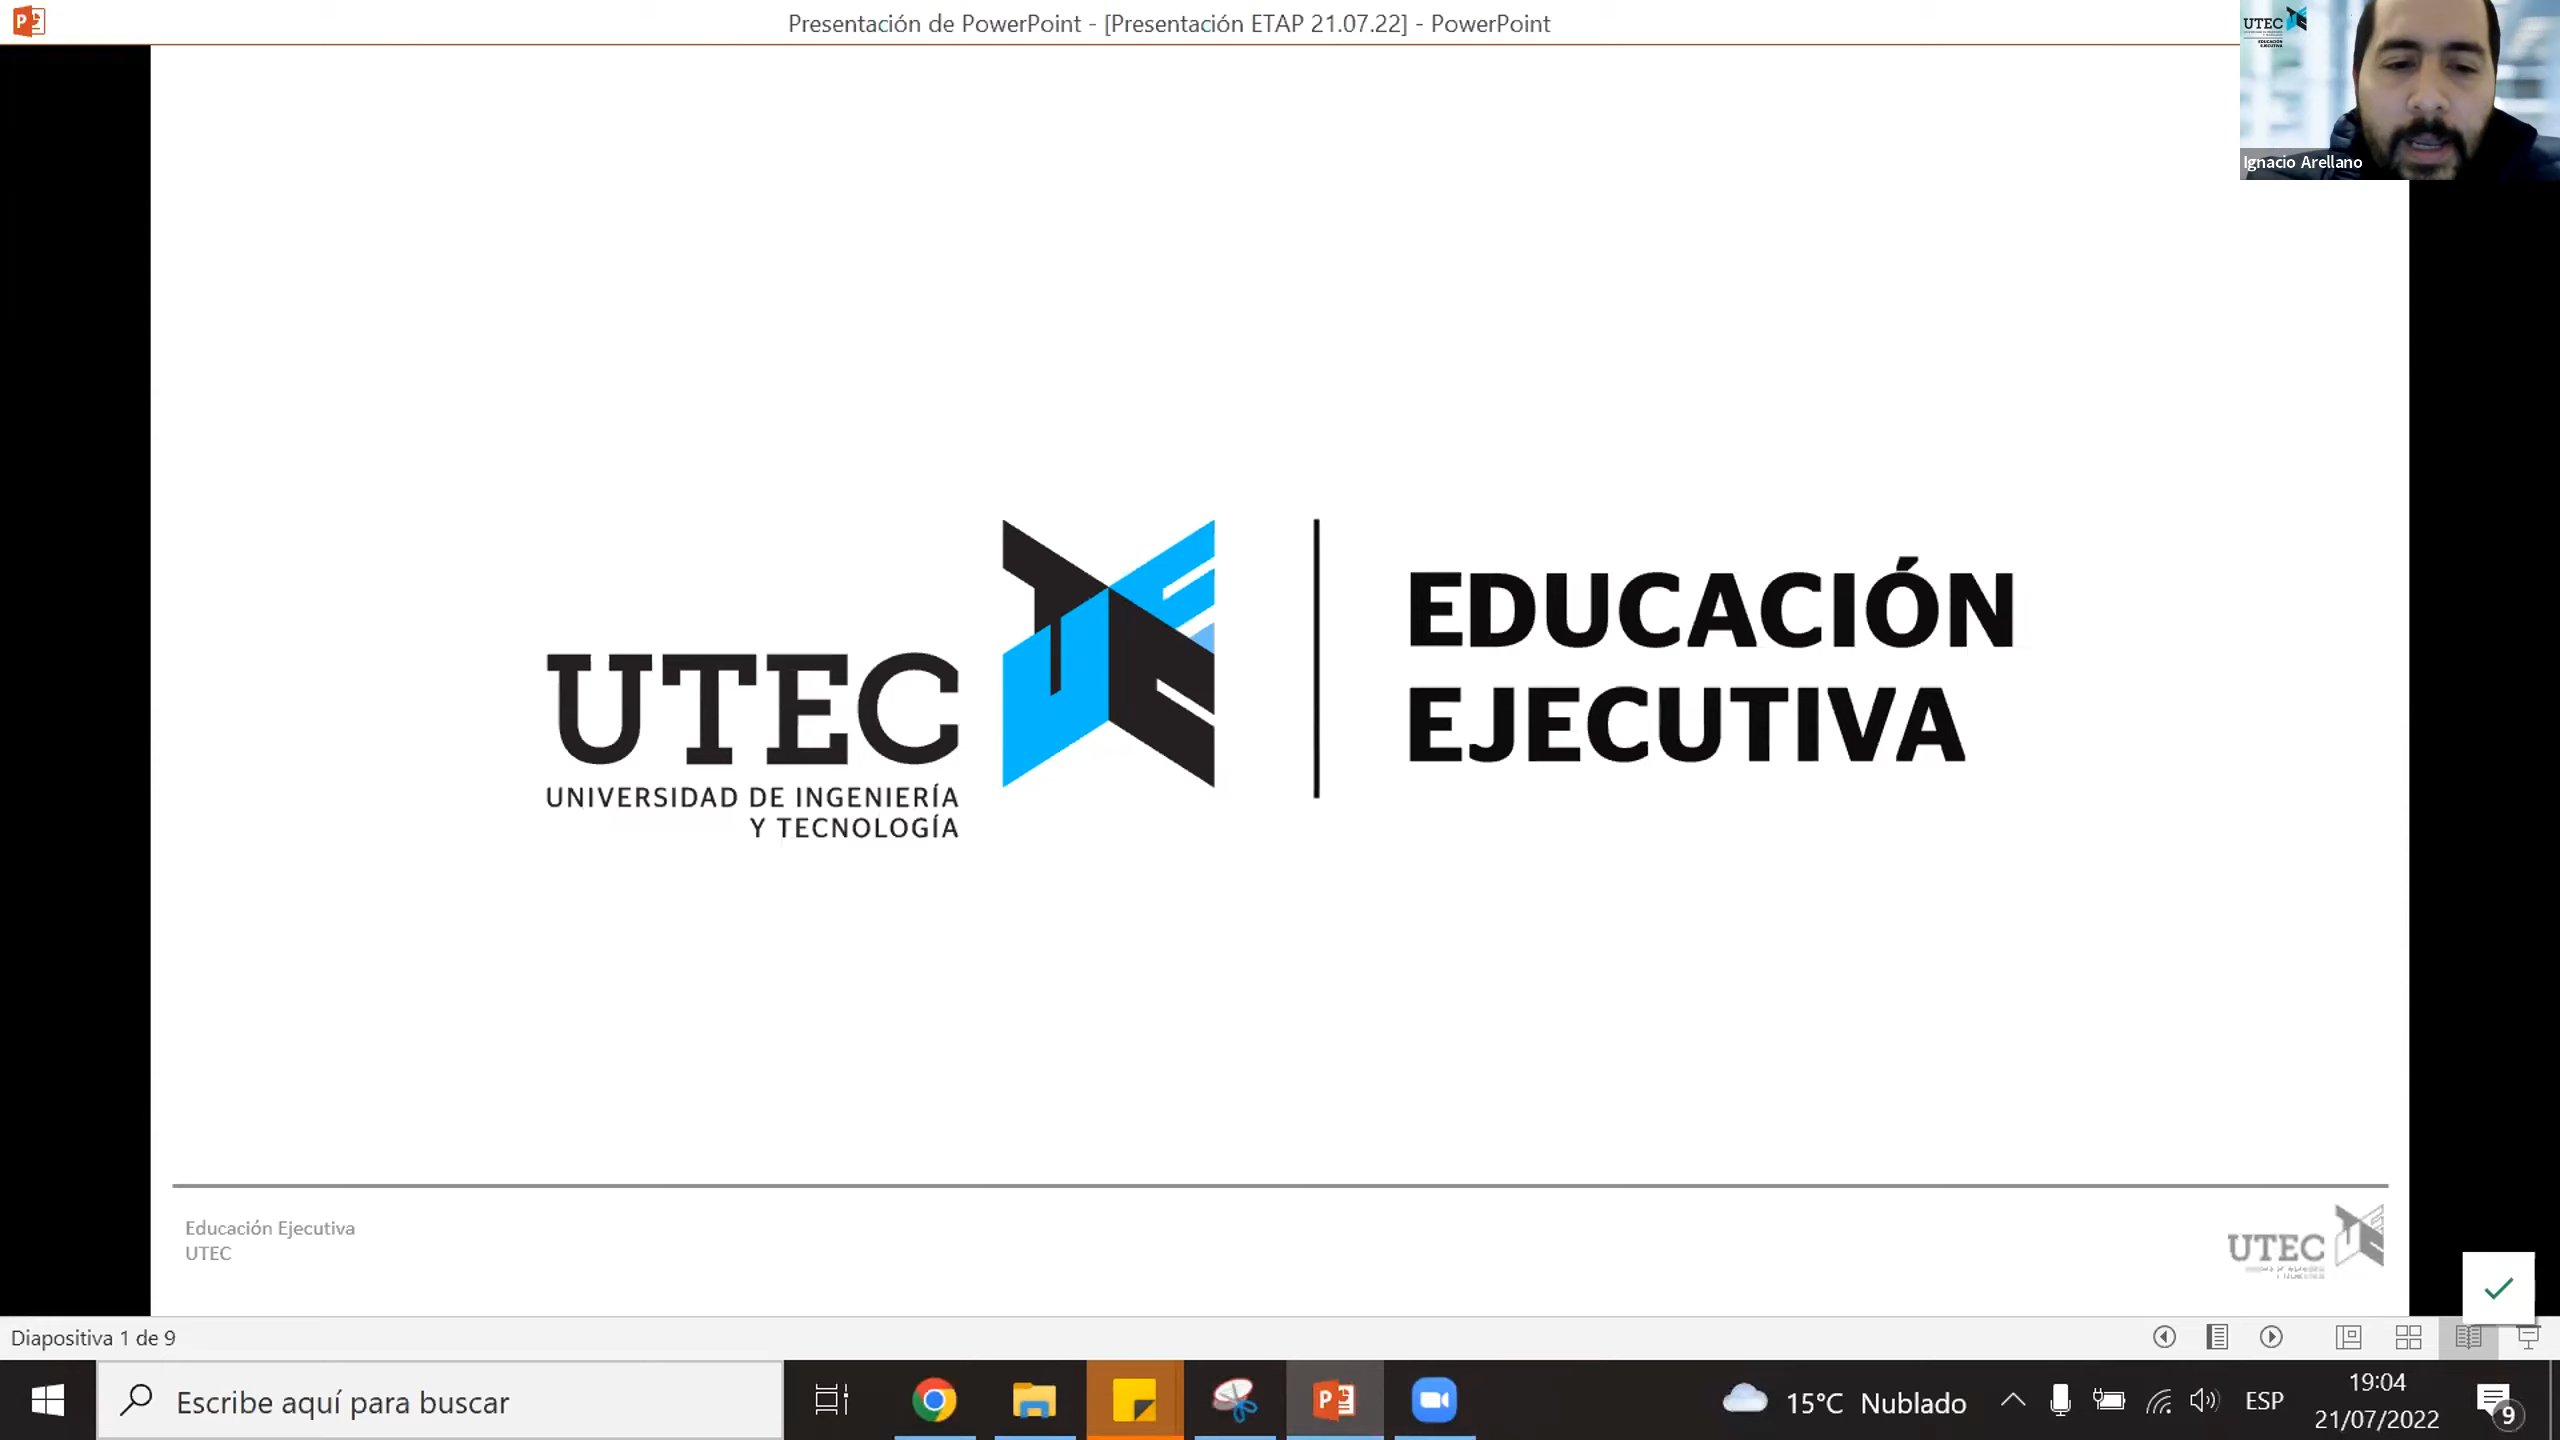 Presentación de PowerPoint - [Presentación ETAP 21.07.22] - PowerPoint
UTEC
EDUCACIÓN
EJECUTIVA
Ignacio Arellano
UTEC
UNIVERSIDAD DE INGENIERÍA
Y TECNOLOGÍA
EDUCACIÓN
EJECUTIVA
Educación Ejecutiva
UTEC
UTEC
Diapositiva 1 de 9
Escribe aquí para buscar
15°C Nublado
ESP
19:04
21/07/2022
9